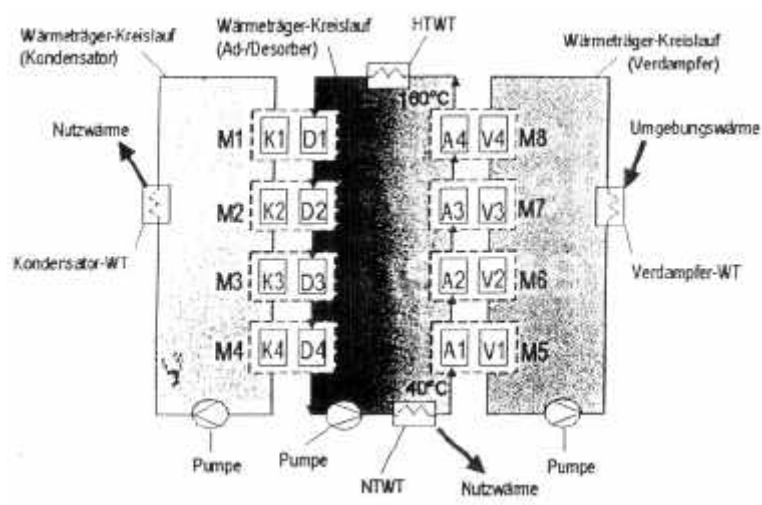 Wärmeträger-Kreislauf
(Kondensator)
Wärmeträger-Kreislauf
(Ad-/Desorber)
HTWT
Wärmeträger-Kreislauf
(Verdampfer)
160°C
Nutzwärme
M1 K1 D1
A4 V4 M8
Umgebungswärme
M2 K2 D2
A3 V3 M7
Kondensator-WT
M3 K3 D3
A2 V2 M6
Verdampfer-WT
M4 K4 D4
A1 V1 M5
40°C
Pumpe
Pumpe
NTWT
Nutzwärme
Pumpe